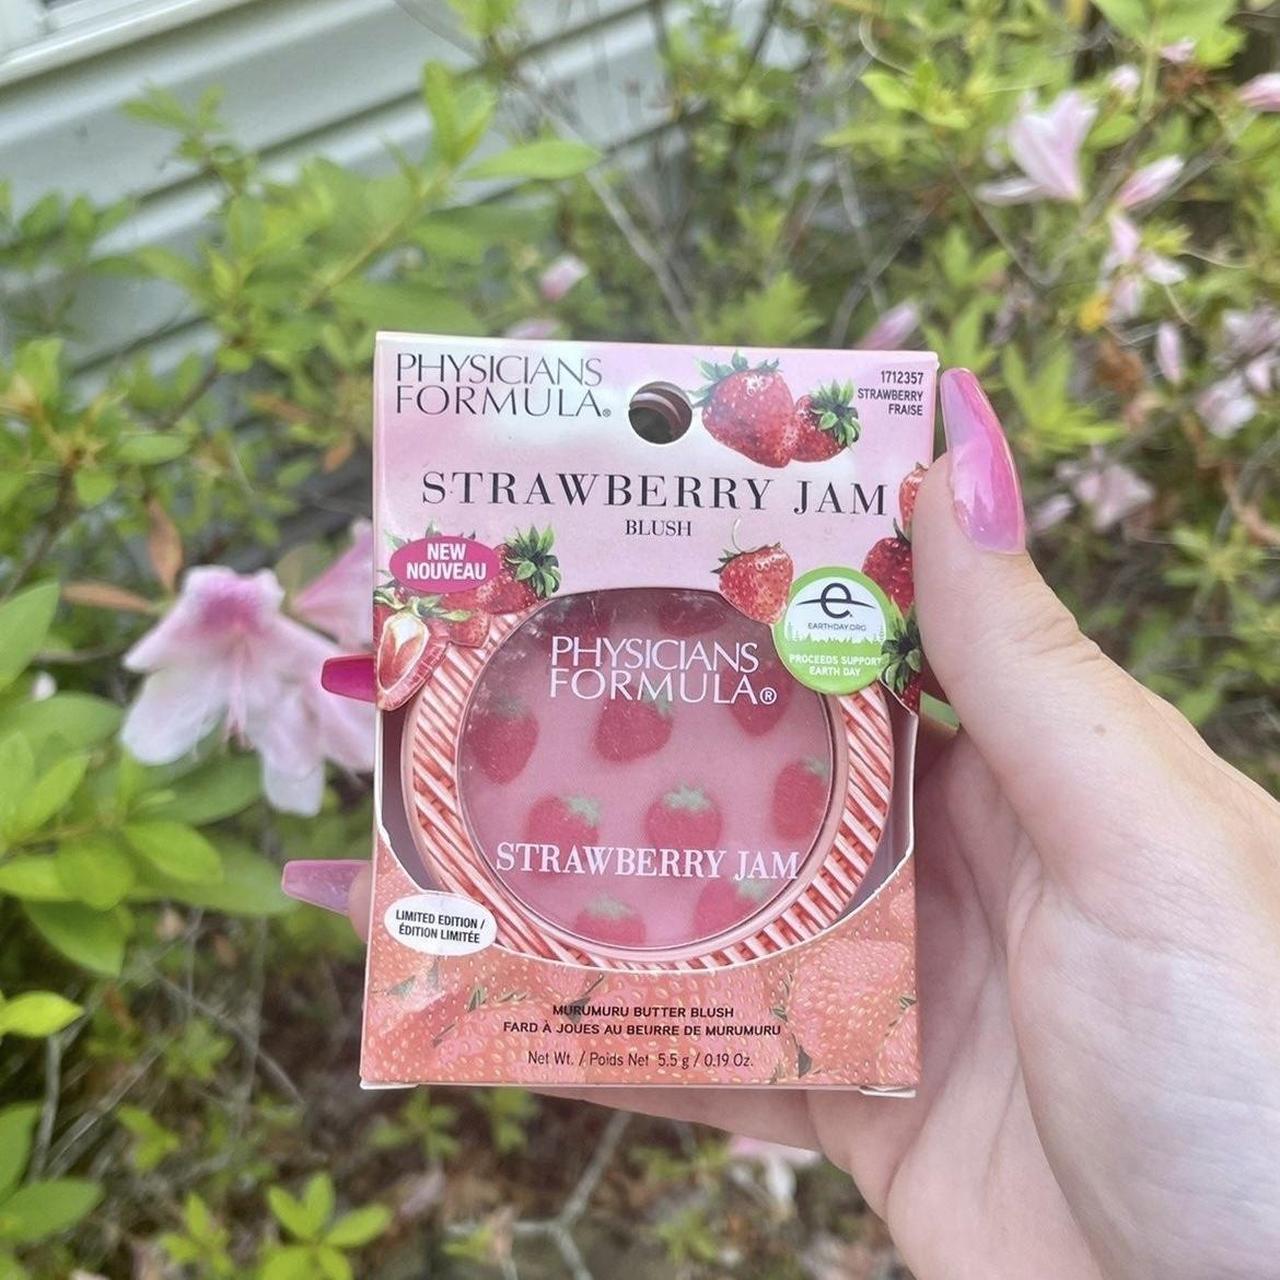 PHYSICIANS
FORMULA®
1712357
STRAWBERRY
FRAISE
STRAWBERRY JAM
BLUSH
NEW
NOUVEAU
e
EARTHDAY.ORG
PROCEEDS SUPPORT
EARTH DAY
PHYSICIANS
FORMULA®
STRAWBERRY JAM
LIMITED EDITION /
ÉDITION LIMITÉE
MURUMURU BUTTER BLUSH
FARD À JOUES AU BEURRE DE MURUMURU
Net Wt. / Poids Net 5.5 g / 0.19 Oz.